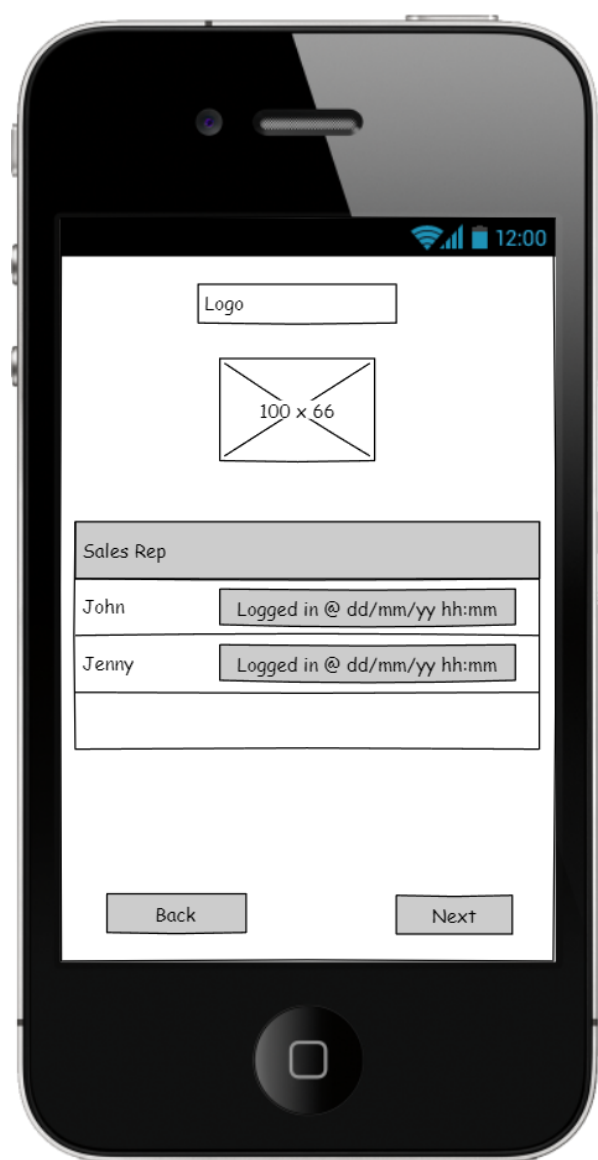 12:00
Logo
100 x 66
Sales Rep
John Logged in @ dd/mm/yy hh:mm
Jenny Logged in @ dd/mm/yy hh:mm
Back Next